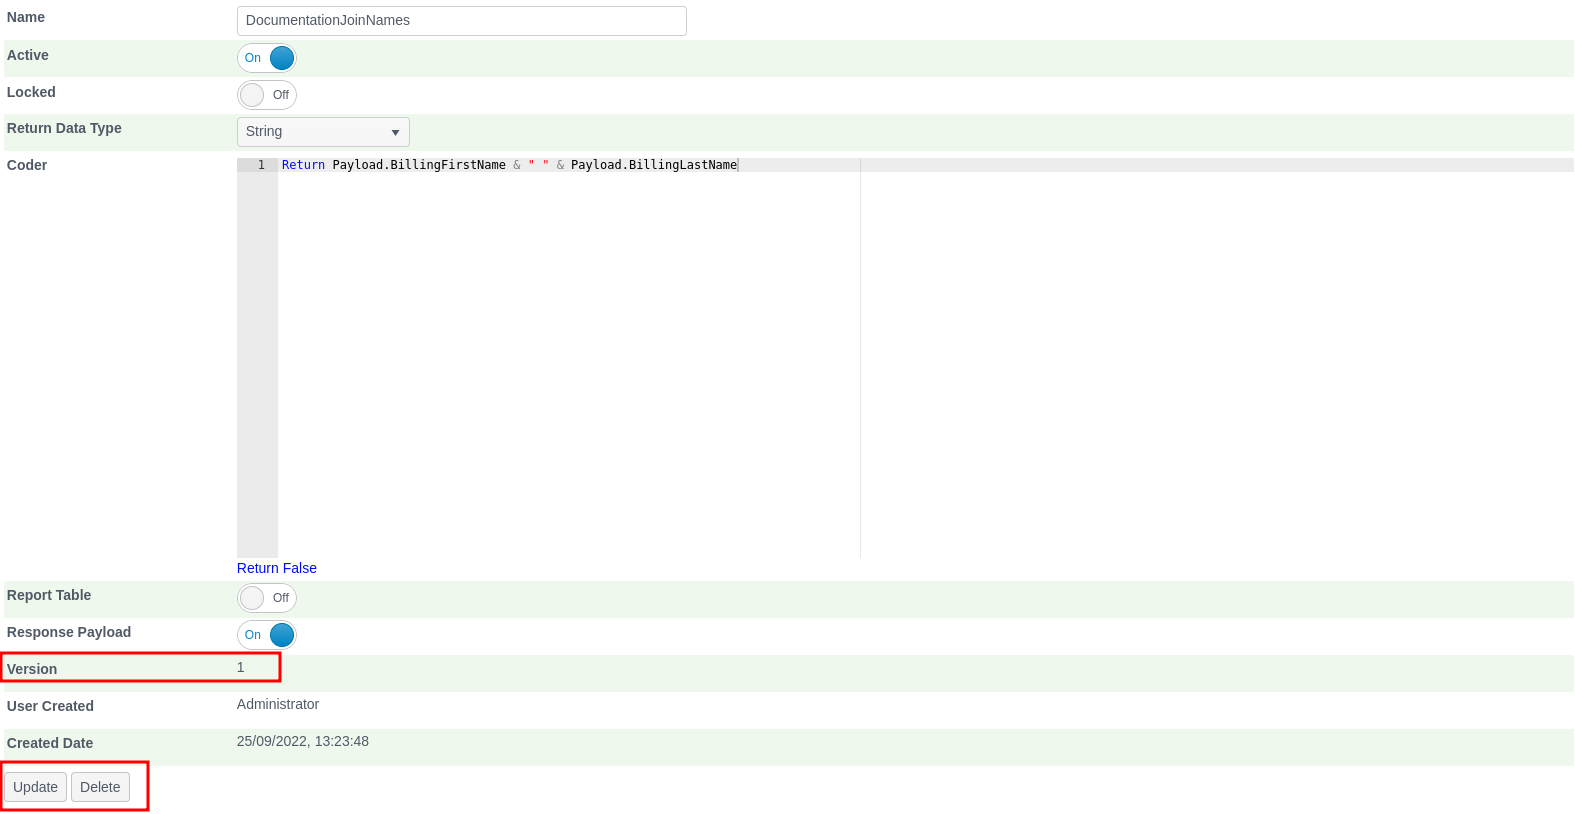 Name DocumentationJoinNames
Active On
Locked Off
Return Data Type String
Coder 1 Return Payload.BillingFirstName & " " & Payload.BillingLastName
Return False
Report Table Off
Response Payload On
Version 1
User Created Administrator
Created Date 25/09/2022, 13:23:48
Update Delete